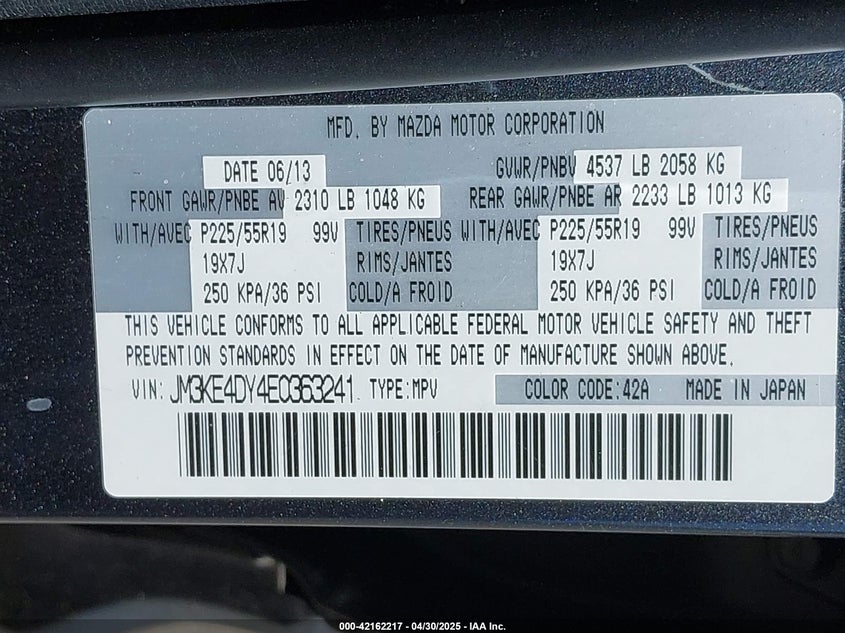 MFD. BY MAZDA MOTOR CORPORATION
DATE 06/13 GVWR/PNBV 4537 LB 2058 KG
FRONT GAWR/PNBE AV 2310 LB 1048 KG REAR GAWR/PNBE AR 2233 LB 1013 KG
WITH/AVEC P225/55R19 99V TIRES/PNEUS WITH/AVEC P225/55R19 99V TIRES/PNEUS
19X7J RIMS/JANTES 19X7J RIMS/JANTES
250 KPA/36 PSI COLD/A FROID 250 KPA/36 PSI COLD/A FROID
THIS VEHICLE CONFORMS TO ALL APPLICABLE FEDERAL MOTOR VEHICLE SAFETY AND THEFT
PREVENTION STANDARDS IN EFFECT ON THE DATE OF MANUFACTURE SHOWN ABOVE.
VIN: JM3KE4DY4E0363241 TYPE:MPV COLOR CODE:42A MADE IN JAPAN
000-42162217 - 04/30/2025 - IAA Inc.